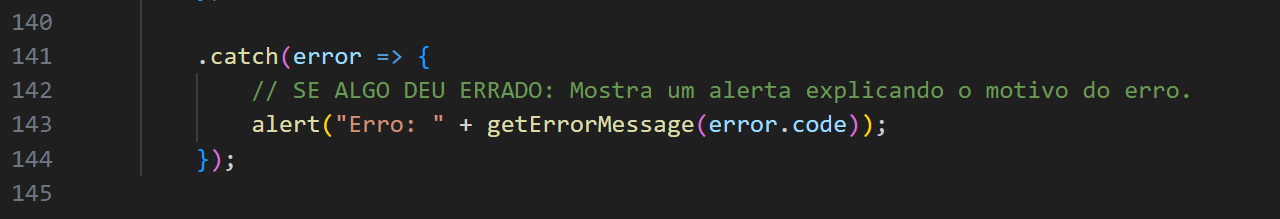 140
141 .catch(error => {
142 // SE ALGO DEU ERRADO: Mostra um alerta explicando o motivo do erro.
143 alert("Erro: " + getErrorMessage(error.code));
144 });
145